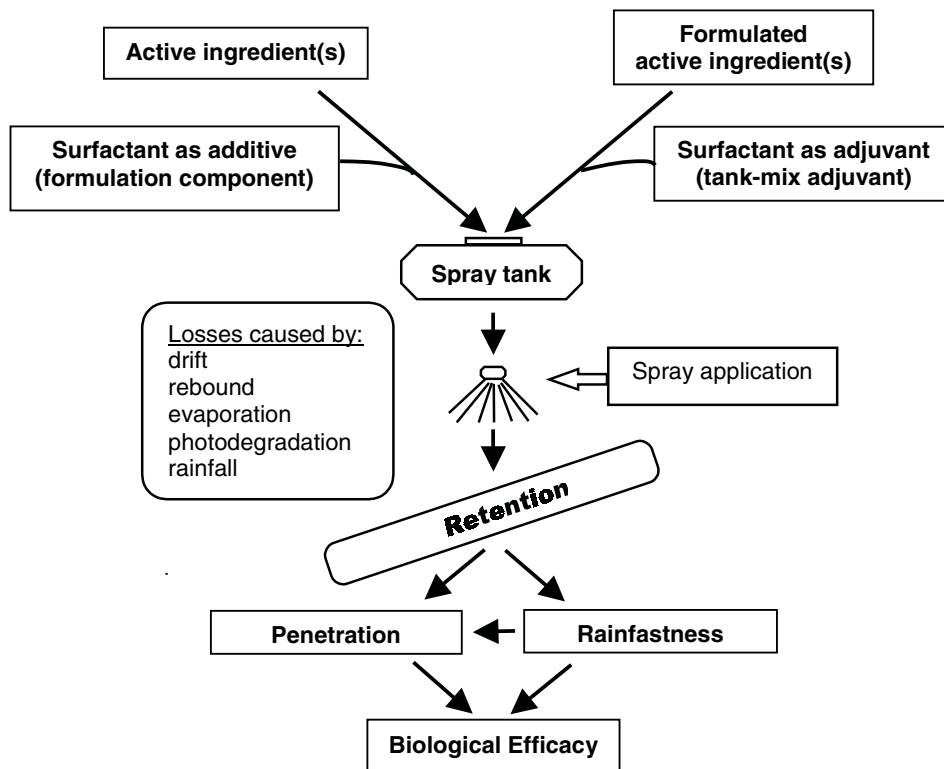 Active ingredient(s)
Formulated
active ingredient(s)
Surfactant as additive
(formulation component)
Surfactant as adjuvant
(tank-mix adjuvant)
Spray tank
Losses caused by:
drift
rebound
evaporation
photodegradation
rainfall
Spray application
Retention
Penetration
Rainfastness
Biological Efficacy